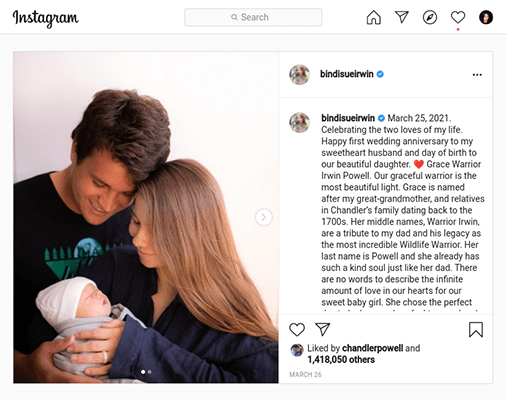 Instagram
Search
bindisueirwin
bindisueirwin March 25, 2021.
Celebrating the two loves of my life.
Happy first wedding anniversary to my
sweetheart husband and day of birth to
our beautiful daughter. ❤️ Grace Warrior
Irwin Powell. Our graceful warrior is the
most beautiful light. Grace is named
after my great-grandmother, and relatives
in Chandler's family dating back to the
1700s. Her middle names, Warrior Irwin,
are a tribute to my dad and his legacy as
the most incredible Wildlife Warrior. Her
last name is Powell and she already has
such a kind soul just like her dad. There
are no words to describe the infinite
amount of love in our hearts for our
sweet baby girl. She chose the perfect
Liked by chandlerpowell and
1,418,050 others
MARCH 26